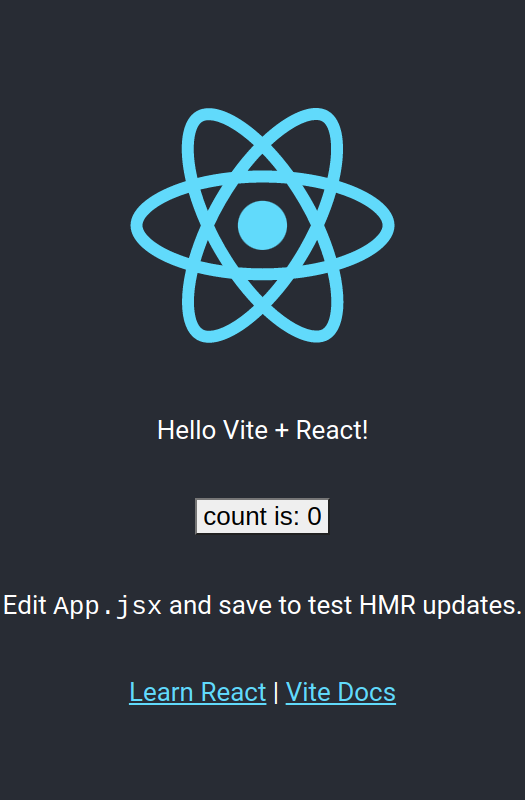 Hello Vite + React!
count is: 0
Edit App.jsx and save to test HMR updates.
Learn React | Vite Docs